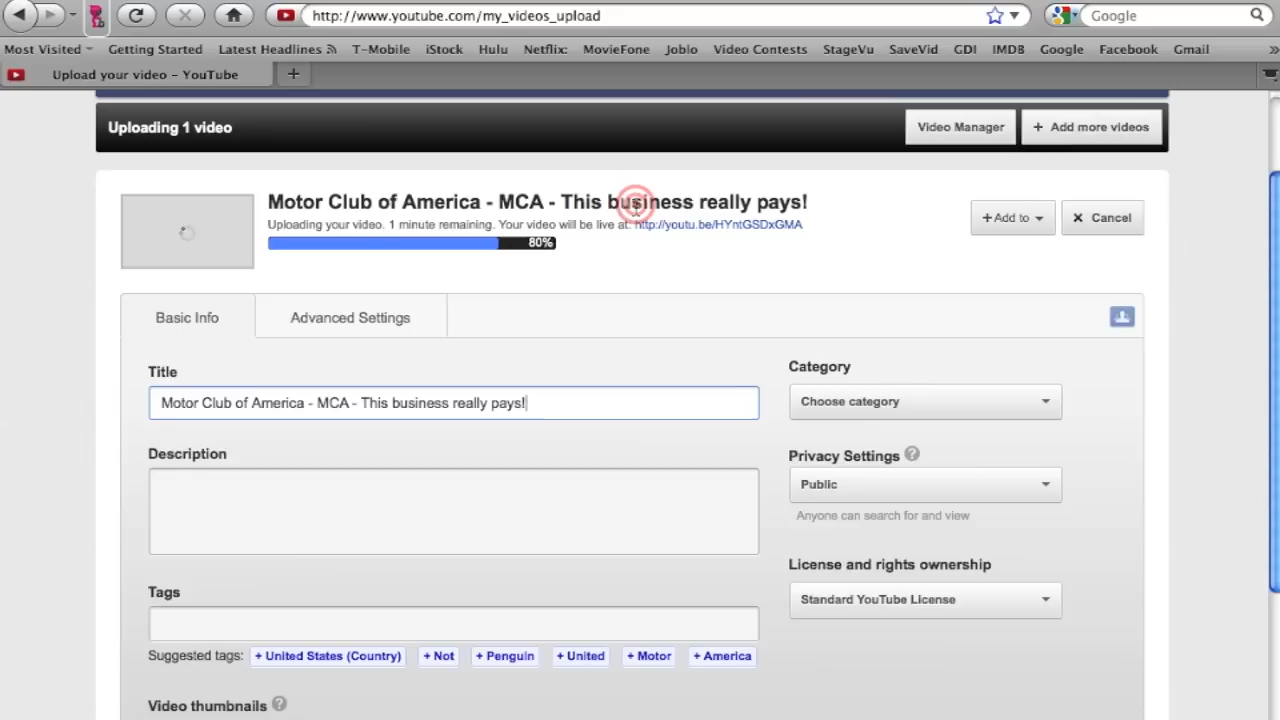 http://www.youtube.com/my_videos_upload
Google
Most Visited Getting Started Latest Headlines T-Mobile iStock Hulu Netflix: MovieFone Joblo Video Contests StageVu SaveVid GDI IMDB Google Facebook Gmail »
Upload your video - YouTube +
Uploading 1 video Video Manager + Add more videos
Motor Club of America - MCA - This business really pays!
Uploading your video. 1 minute remaining. Your video will be live at: http://youtu.be/HYntGSDxGMA
+ Add to × Cancel
80%
Basic Info Advanced Settings
Title
Motor Club of America - MCA - This business really pays!
Category
Choose category
Description
Privacy Settings ?
Public
Anyone can search for and view
License and rights ownership
Standard YouTube License
Tags
Suggested tags: + United States (Country) + Not + Penguin + United + Motor + America
Video thumbnails ?